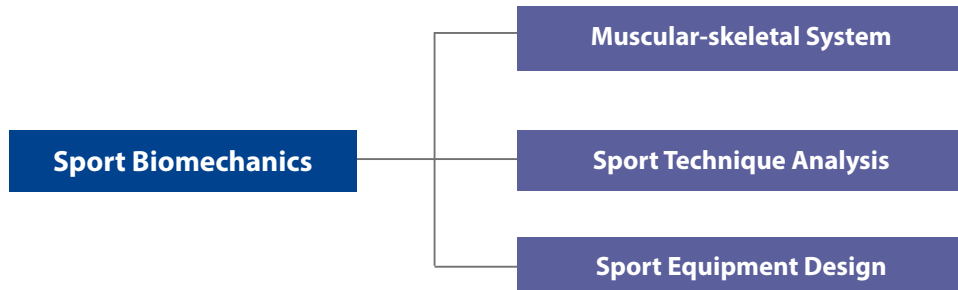 Muscular-skeletal System
Sport Biomechanics
Sport Technique Analysis
Sport Equipment Design